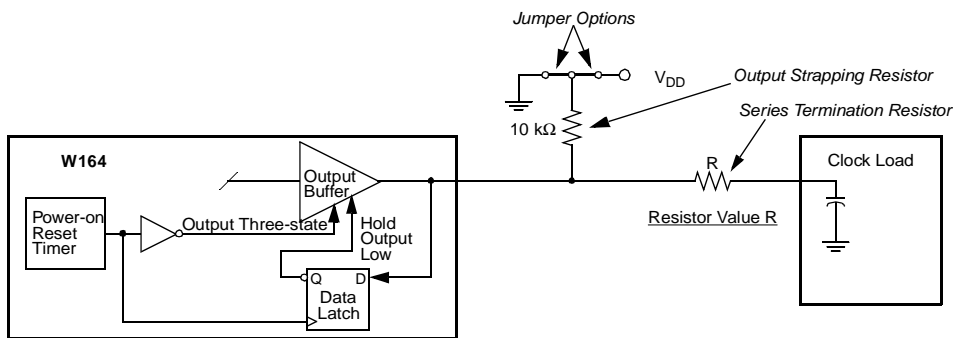 Jumper Options
VDD
Output Strapping Resistor
Series Termination Resistor
10 kΩ
W164
Output
Buffer
R
Clock Load
Power-on
Reset
Timer
Output Three-state
Hold
Output
Low
Resistor Value R
Q
D
Data
Latch